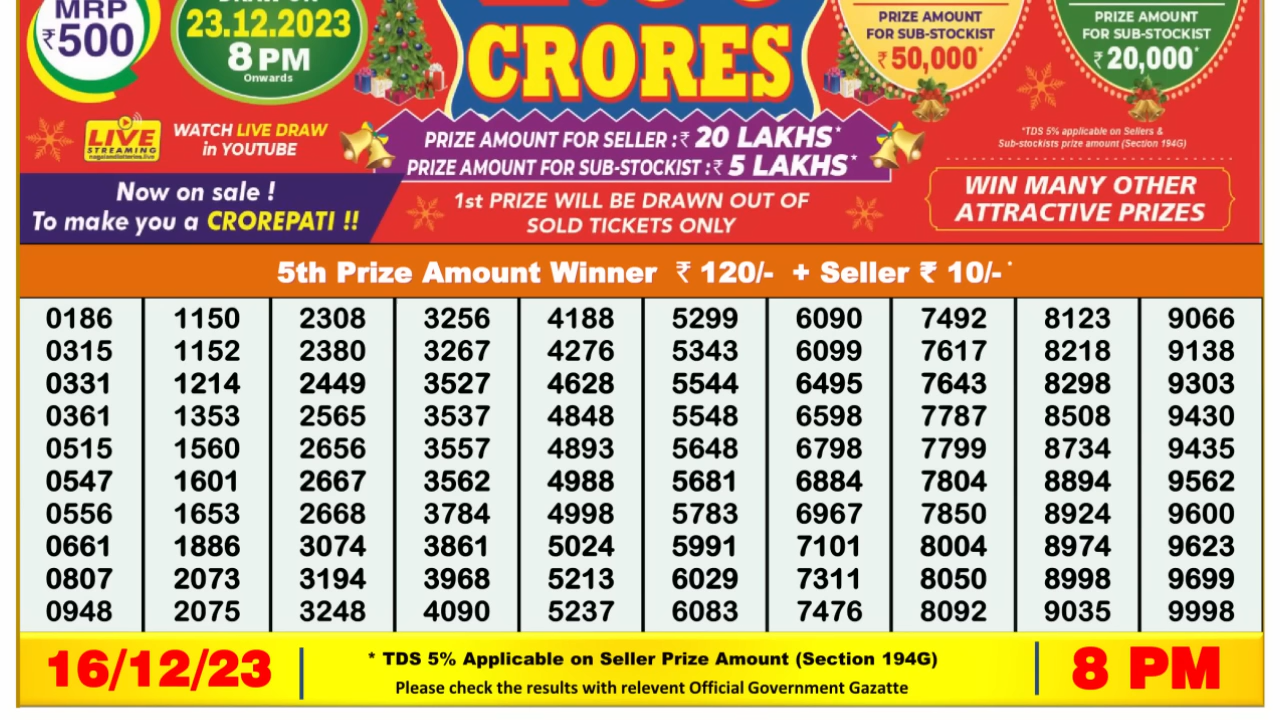 MRP
₹500
23.12.2023
8 PM
Onwards
CRORES
PRIZE AMOUNT
FOR SUB-STOCKIST
₹ 50,000*
PRIZE AMOUNT
FOR SUB-STOCKIST
₹ 20,000*
LIVE
STREAMING
nagalandlotteries.live
WATCH LIVE DRAW
in YOUTUBE
PRIZE AMOUNT FOR SELLER :₹ 20 LAKHS*
PRIZE AMOUNT FOR SUB-STOCKIST :₹ 5 LAKHS*
*TDS 5% applicable on Sellers &
Sub-stockists prize amount (Section 194G)
Now on sale !
To make you a CROREPATI !!
1st PRIZE WILL BE DRAWN OUT OF
SOLD TICKETS ONLY
WIN MANY OTHER
ATTRACTIVE PRIZES
5th Prize Amount Winner ₹ 120/- + Seller ₹ 10/-*
0186 1150 2308 3256 4188 5299 6090 7492 8123 9066
0315 1152 2380 3267 4276 5343 6099 7617 8218 9138
0331 1214 2449 3527 4628 5544 6495 7643 8298 9303
0361 1353 2565 3537 4848 5548 6598 7787 8508 9430
0515 1560 2656 3557 4893 5648 6798 7799 8734 9435
0547 1601 2667 3562 4988 5681 6884 7804 8894 9562
0556 1653 2668 3784 4998 5783 6967 7850 8924 9600
0661 1886 3074 3861 5024 5991 7101 8004 8974 9623
0807 2073 3194 3968 5213 6029 7311 8050 8998 9699
0948 2075 3248 4090 5237 6083 7476 8092 9035 9998
16/12/23
* TDS 5% Applicable on Seller Prize Amount (Section 194G)
Please check the results with relevent Official Government Gazatte
8 PM